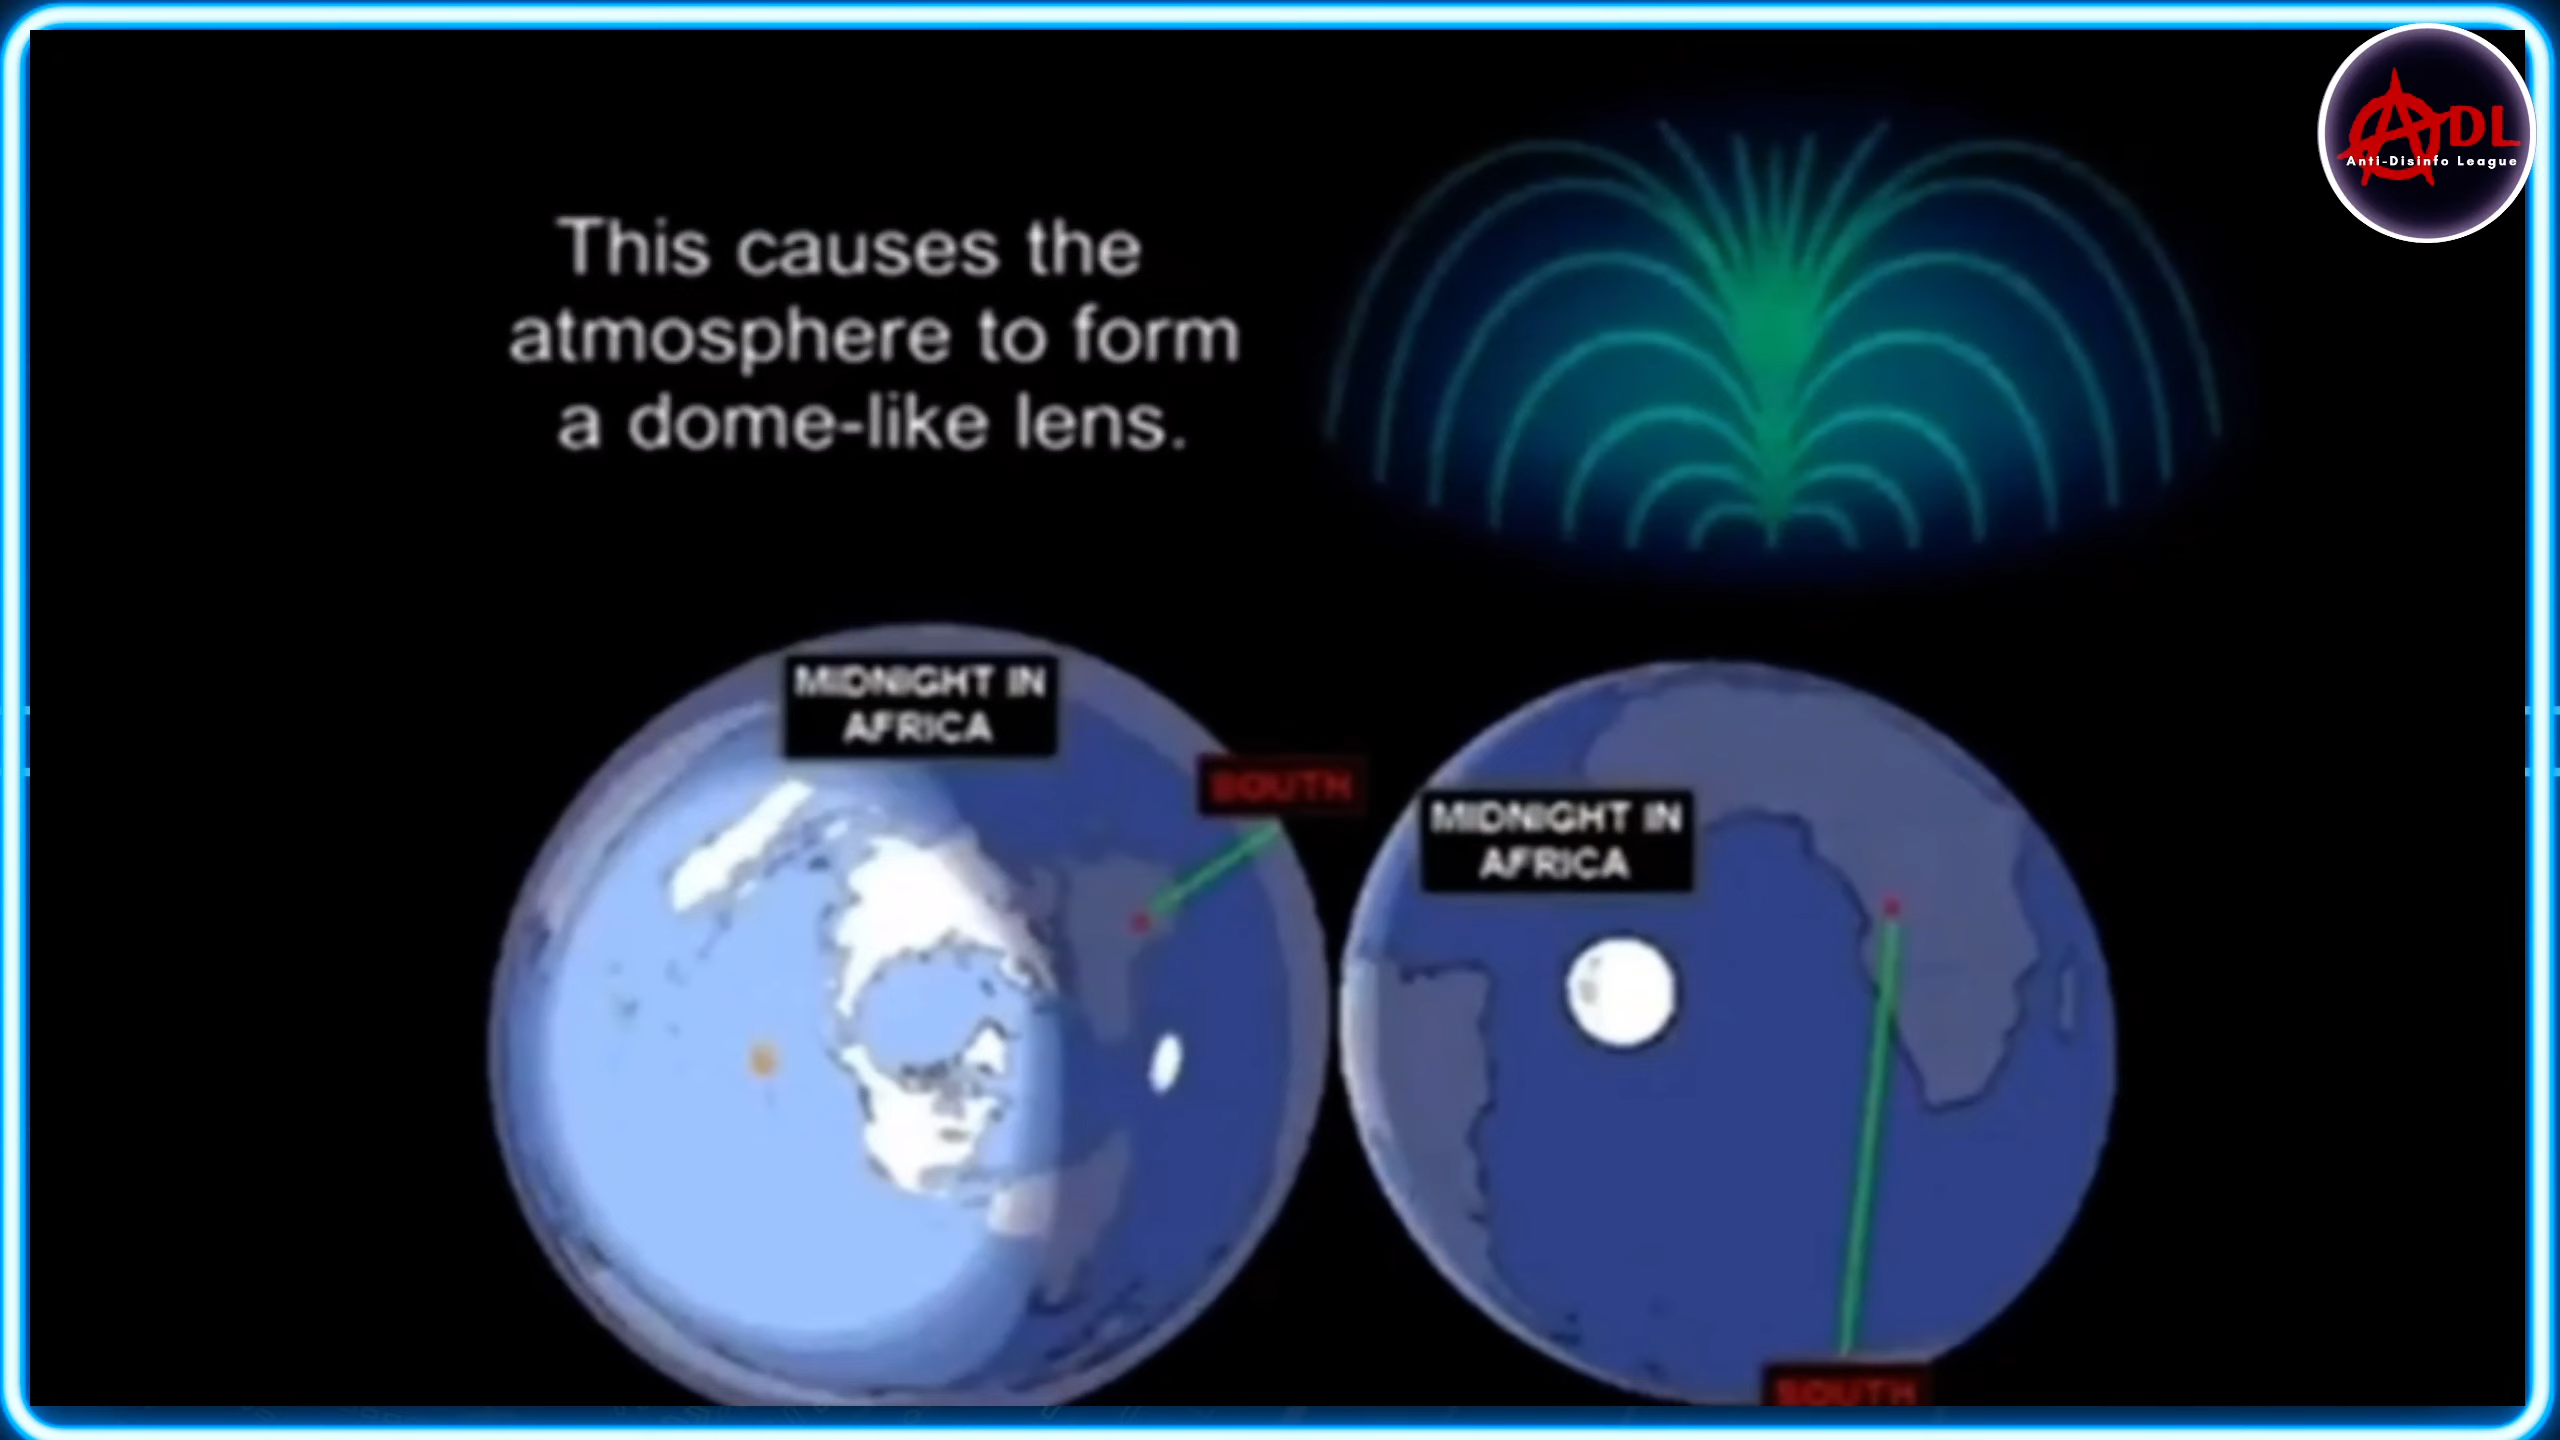 ADL
Anti-Disinfo League
This causes the
atmosphere to form
a dome-like lens.
MIDNIGHT IN
AFRICA
SOUTH
MIDNIGHT IN
AFRICA
SOUTH